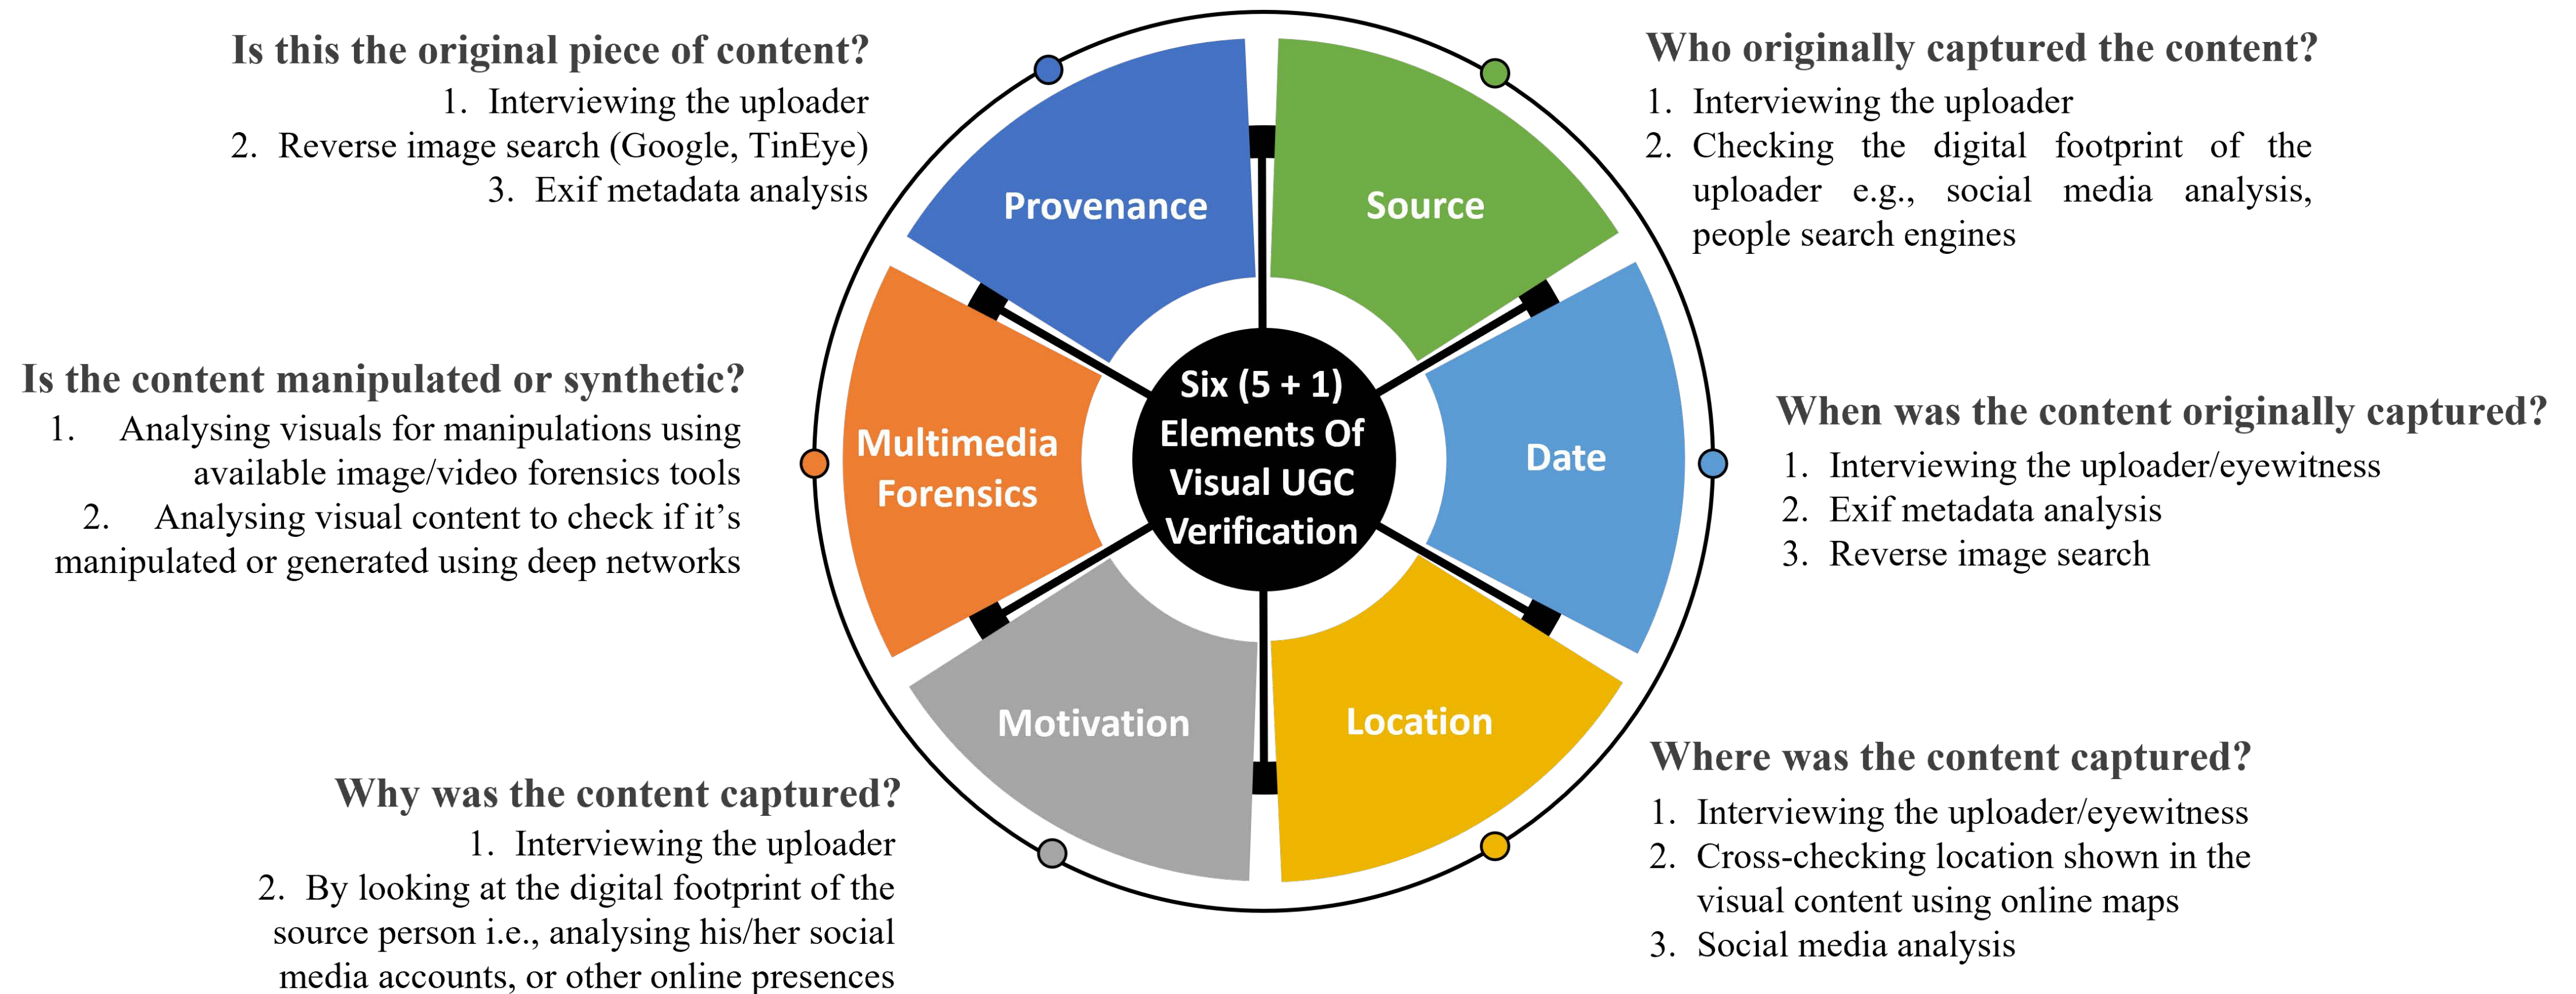 Is this the original piece of content?
1. Interviewing the uploader
2. Reverse image search (Google, TinEye)
3. Exif metadata analysis
Who originally captured the content?
1. Interviewing the uploader
2. Checking the digital footprint of the
uploader e.g., social media analysis,
people search engines
Provenance
Source
Is the content manipulated or synthetic?
1. Analysing visuals for manipulations using
available image/video forensics tools
2. Analysing visual content to check if it’s
manipulated or generated using deep networks
Multimedia
Forensics
Six (5 + 1)
Elements Of
Visual UGC
Verification
Date
When was the content originally captured?
1. Interviewing the uploader/eyewitness
2. Exif metadata analysis
3. Reverse image search
Motivation
Location
Why was the content captured?
1. Interviewing the uploader
2. By looking at the digital footprint of the
source person i.e., analysing his/her social
media accounts, or other online presences
Where was the content captured?
1. Interviewing the uploader/eyewitness
2. Cross-checking location shown in the
visual content using online maps
3. Social media analysis